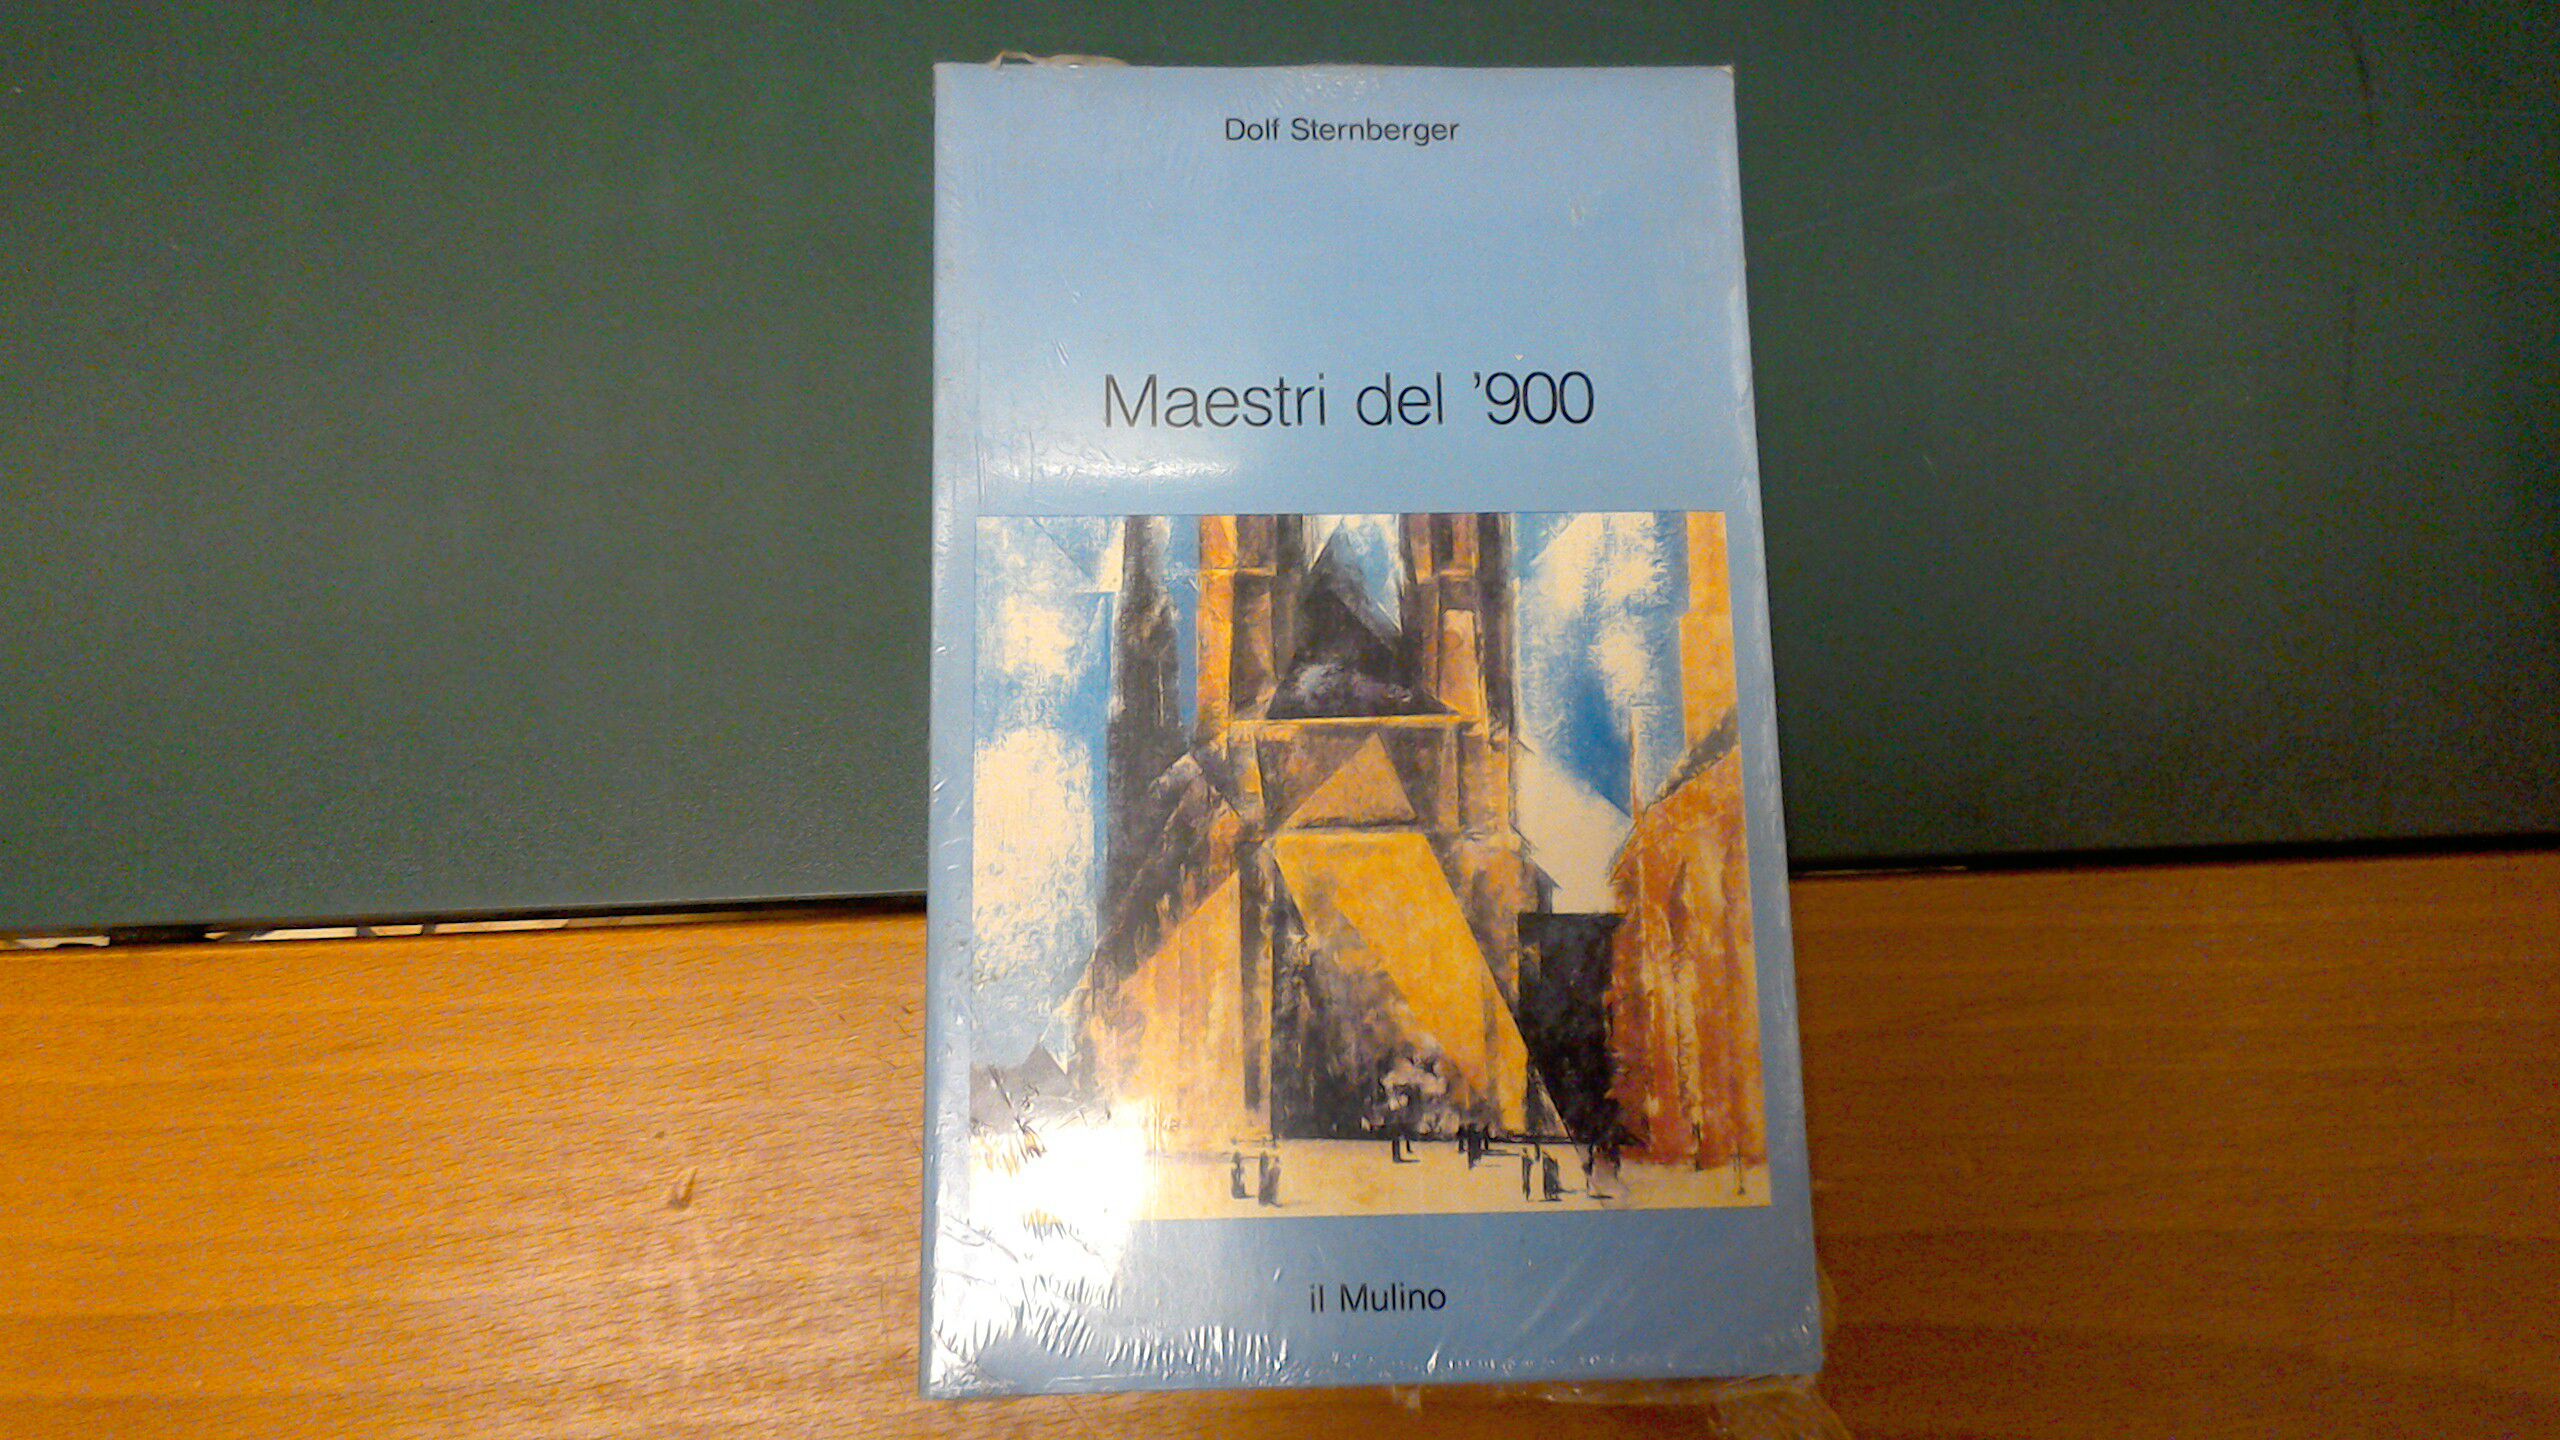 Dolf Sternberger
Maestri del '900
il Mulino